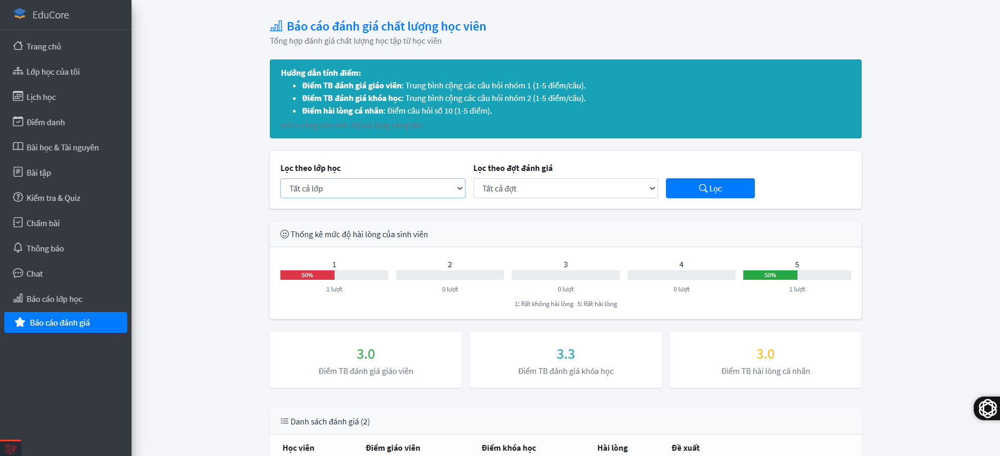 EduCore
Trang chủ
Lớp học của tôi
Lịch học
Điểm danh
Bài học & Tài nguyên
Bài tập
Kiểm tra & Quiz
Chấm bài
Thông báo
Chat
Báo cáo lớp học
Báo cáo đánh giá
Báo cáo đánh giá chất lượng học viên
Tổng hợp đánh giá chất lượng học tập từ học viên
Hướng dẫn tính điểm:
• Điểm TB đánh giá giáo viên: Trung bình cộng các câu hỏi nhóm 1 (1-5 điểm/câu).
• Điểm TB đánh giá khóa học: Trung bình cộng các câu hỏi nhóm 2 (1-5 điểm/câu).
• Điểm hài lòng cá nhân: Điểm câu hỏi số 10 (1-5 điểm).
Điểm càng cao mức độ hài lòng càng lớn.
Lọc theo lớp học Lọc theo đợt đánh giá
Tất cả lớp Tất cả đợt Lọc
Thống kê mức độ hài lòng của sinh viên
1 2 3 4 5
50% 50%
1 lượt 0 lượt 0 lượt 0 lượt 1 lượt
1: Rất không hài lòng 5: Rất hài lòng
3.0 3.3 3.0
Điểm TB đánh giá giáo viên Điểm TB đánh giá khóa học Điểm TB hài lòng cá nhân
Danh sách đánh giá (2)
Học viên Điểm giáo viên Điểm khóa học Hài lòng Đề xuất